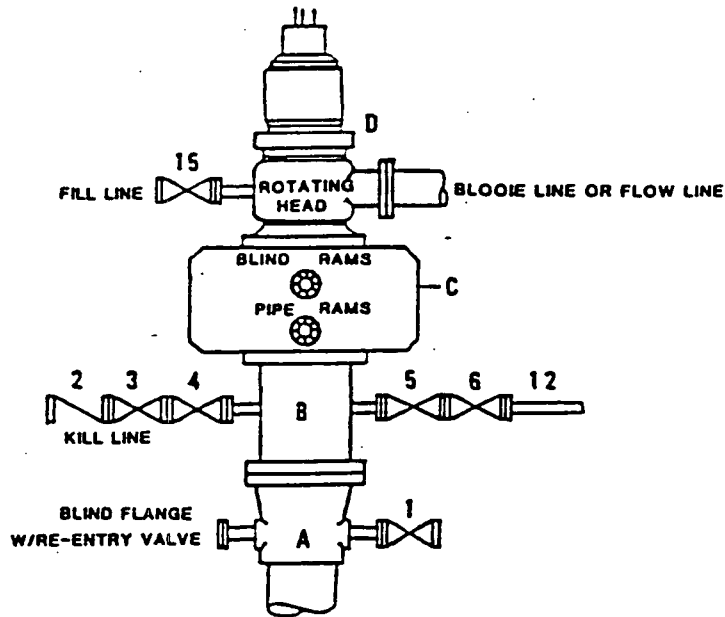 D
15
FILL LINE
ROTATING
HEAD
BLOOIE LINE OR FLOW LINE
BLIND RAMS
C
PIPE RAMS
2 3 4
5 6 12
B
KILL LINE
BLIND FLANGE
W/RE-ENTRY VALVE
A
1